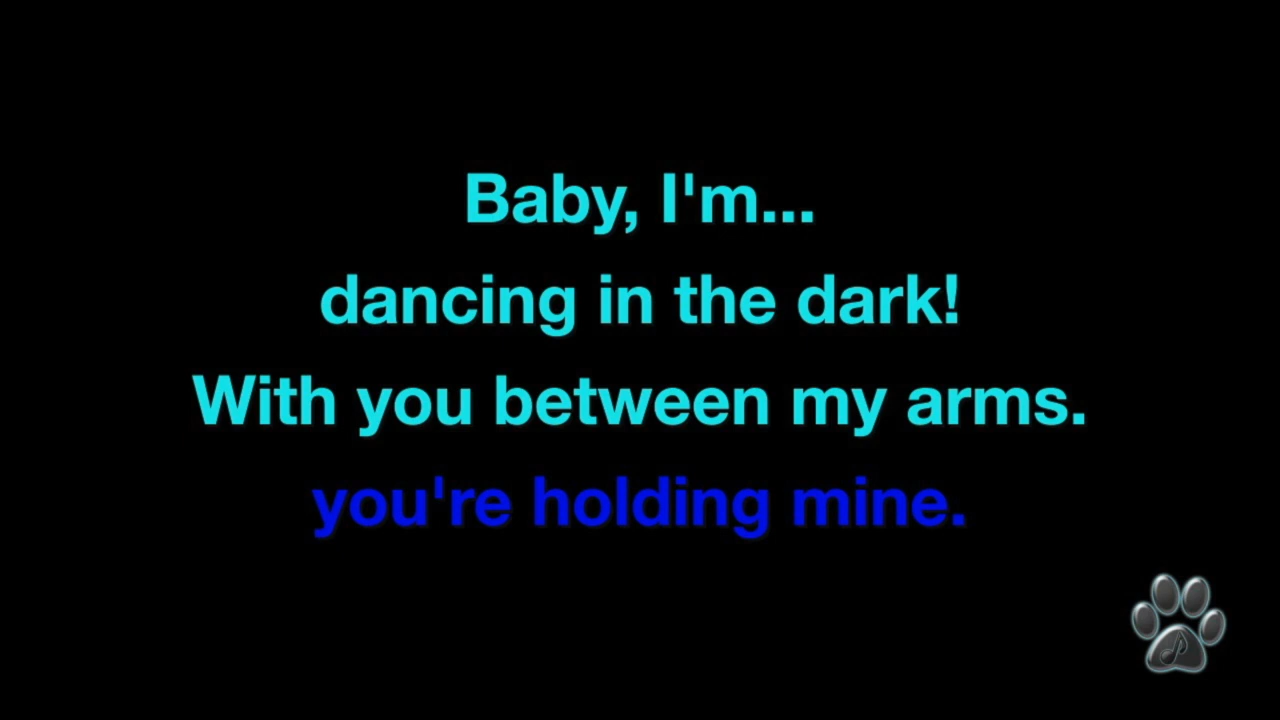 Baby, I'm...
dancing in the dark!
With you between my arms.
you're holding mine.